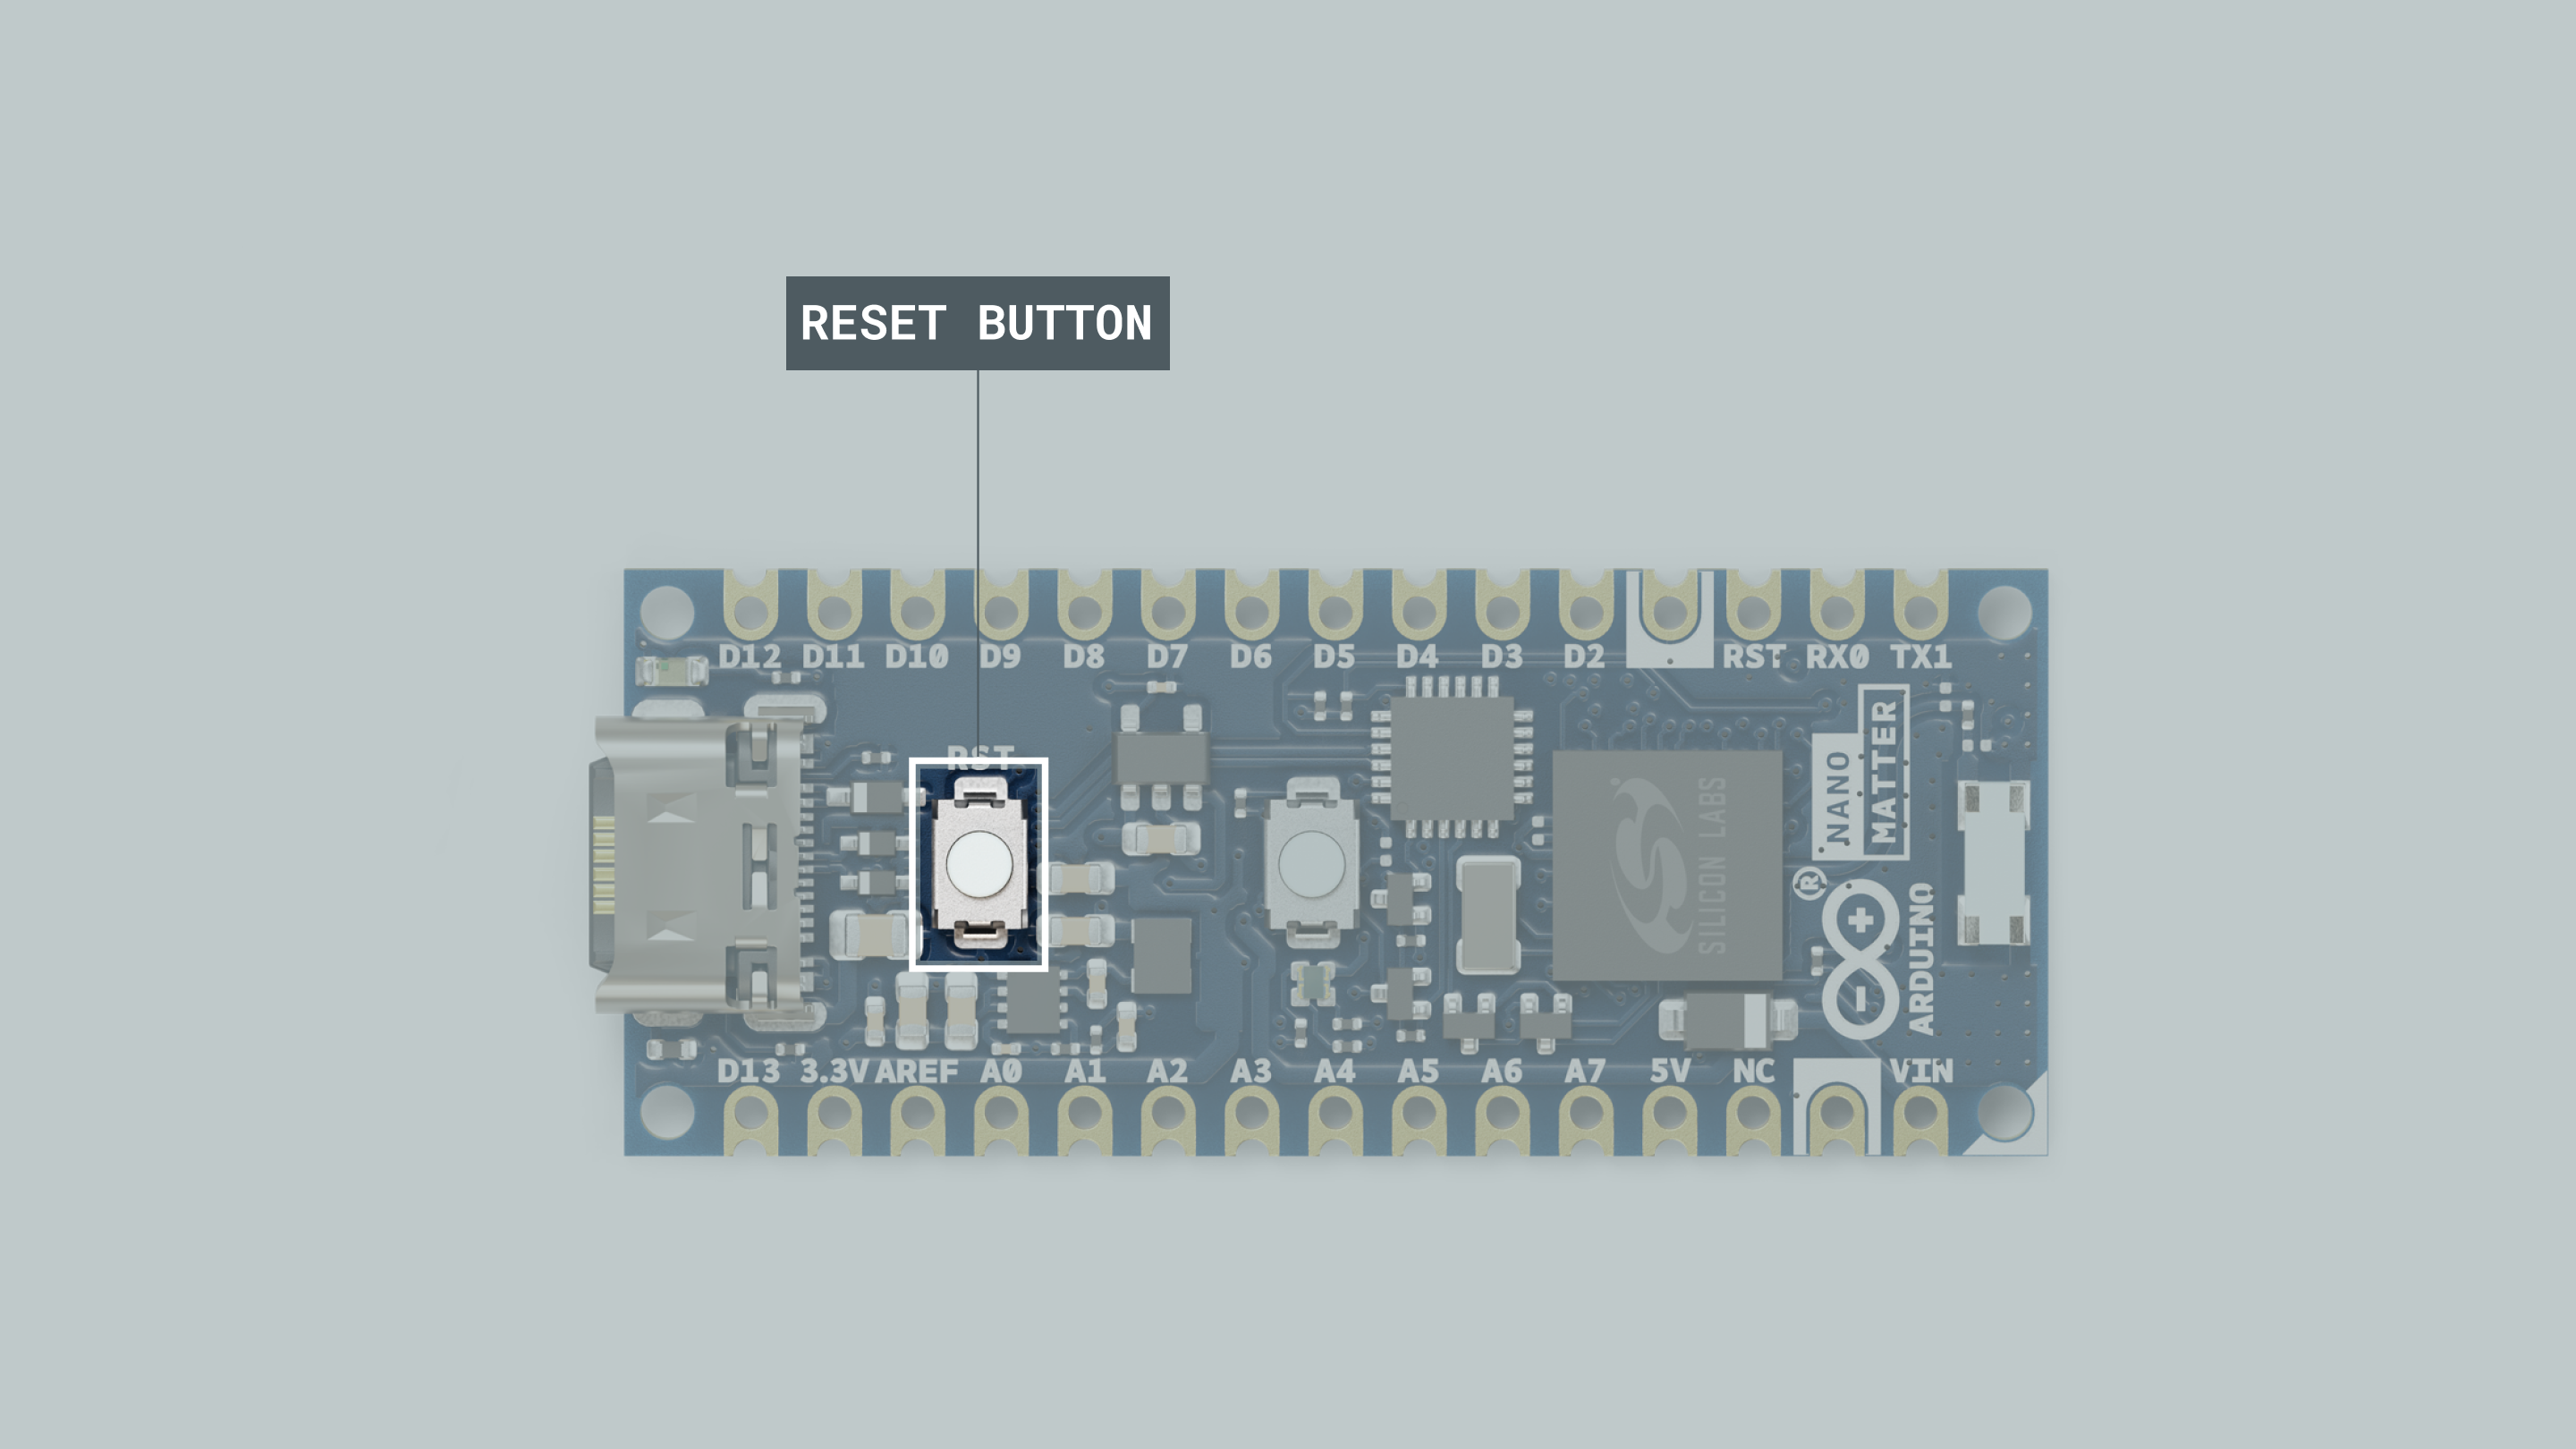 RESET BUTTON
D12 D11 D10 D9 D8 D7 D6 D5 D4 D3 D2 RST RX0 TX1
RST
NANO
MATTER
SILICON LABS
®
ARDUINO
D13 3.3V AREF A0 A1 A2 A3 A4 A5 A6 A7 5V NC VIN